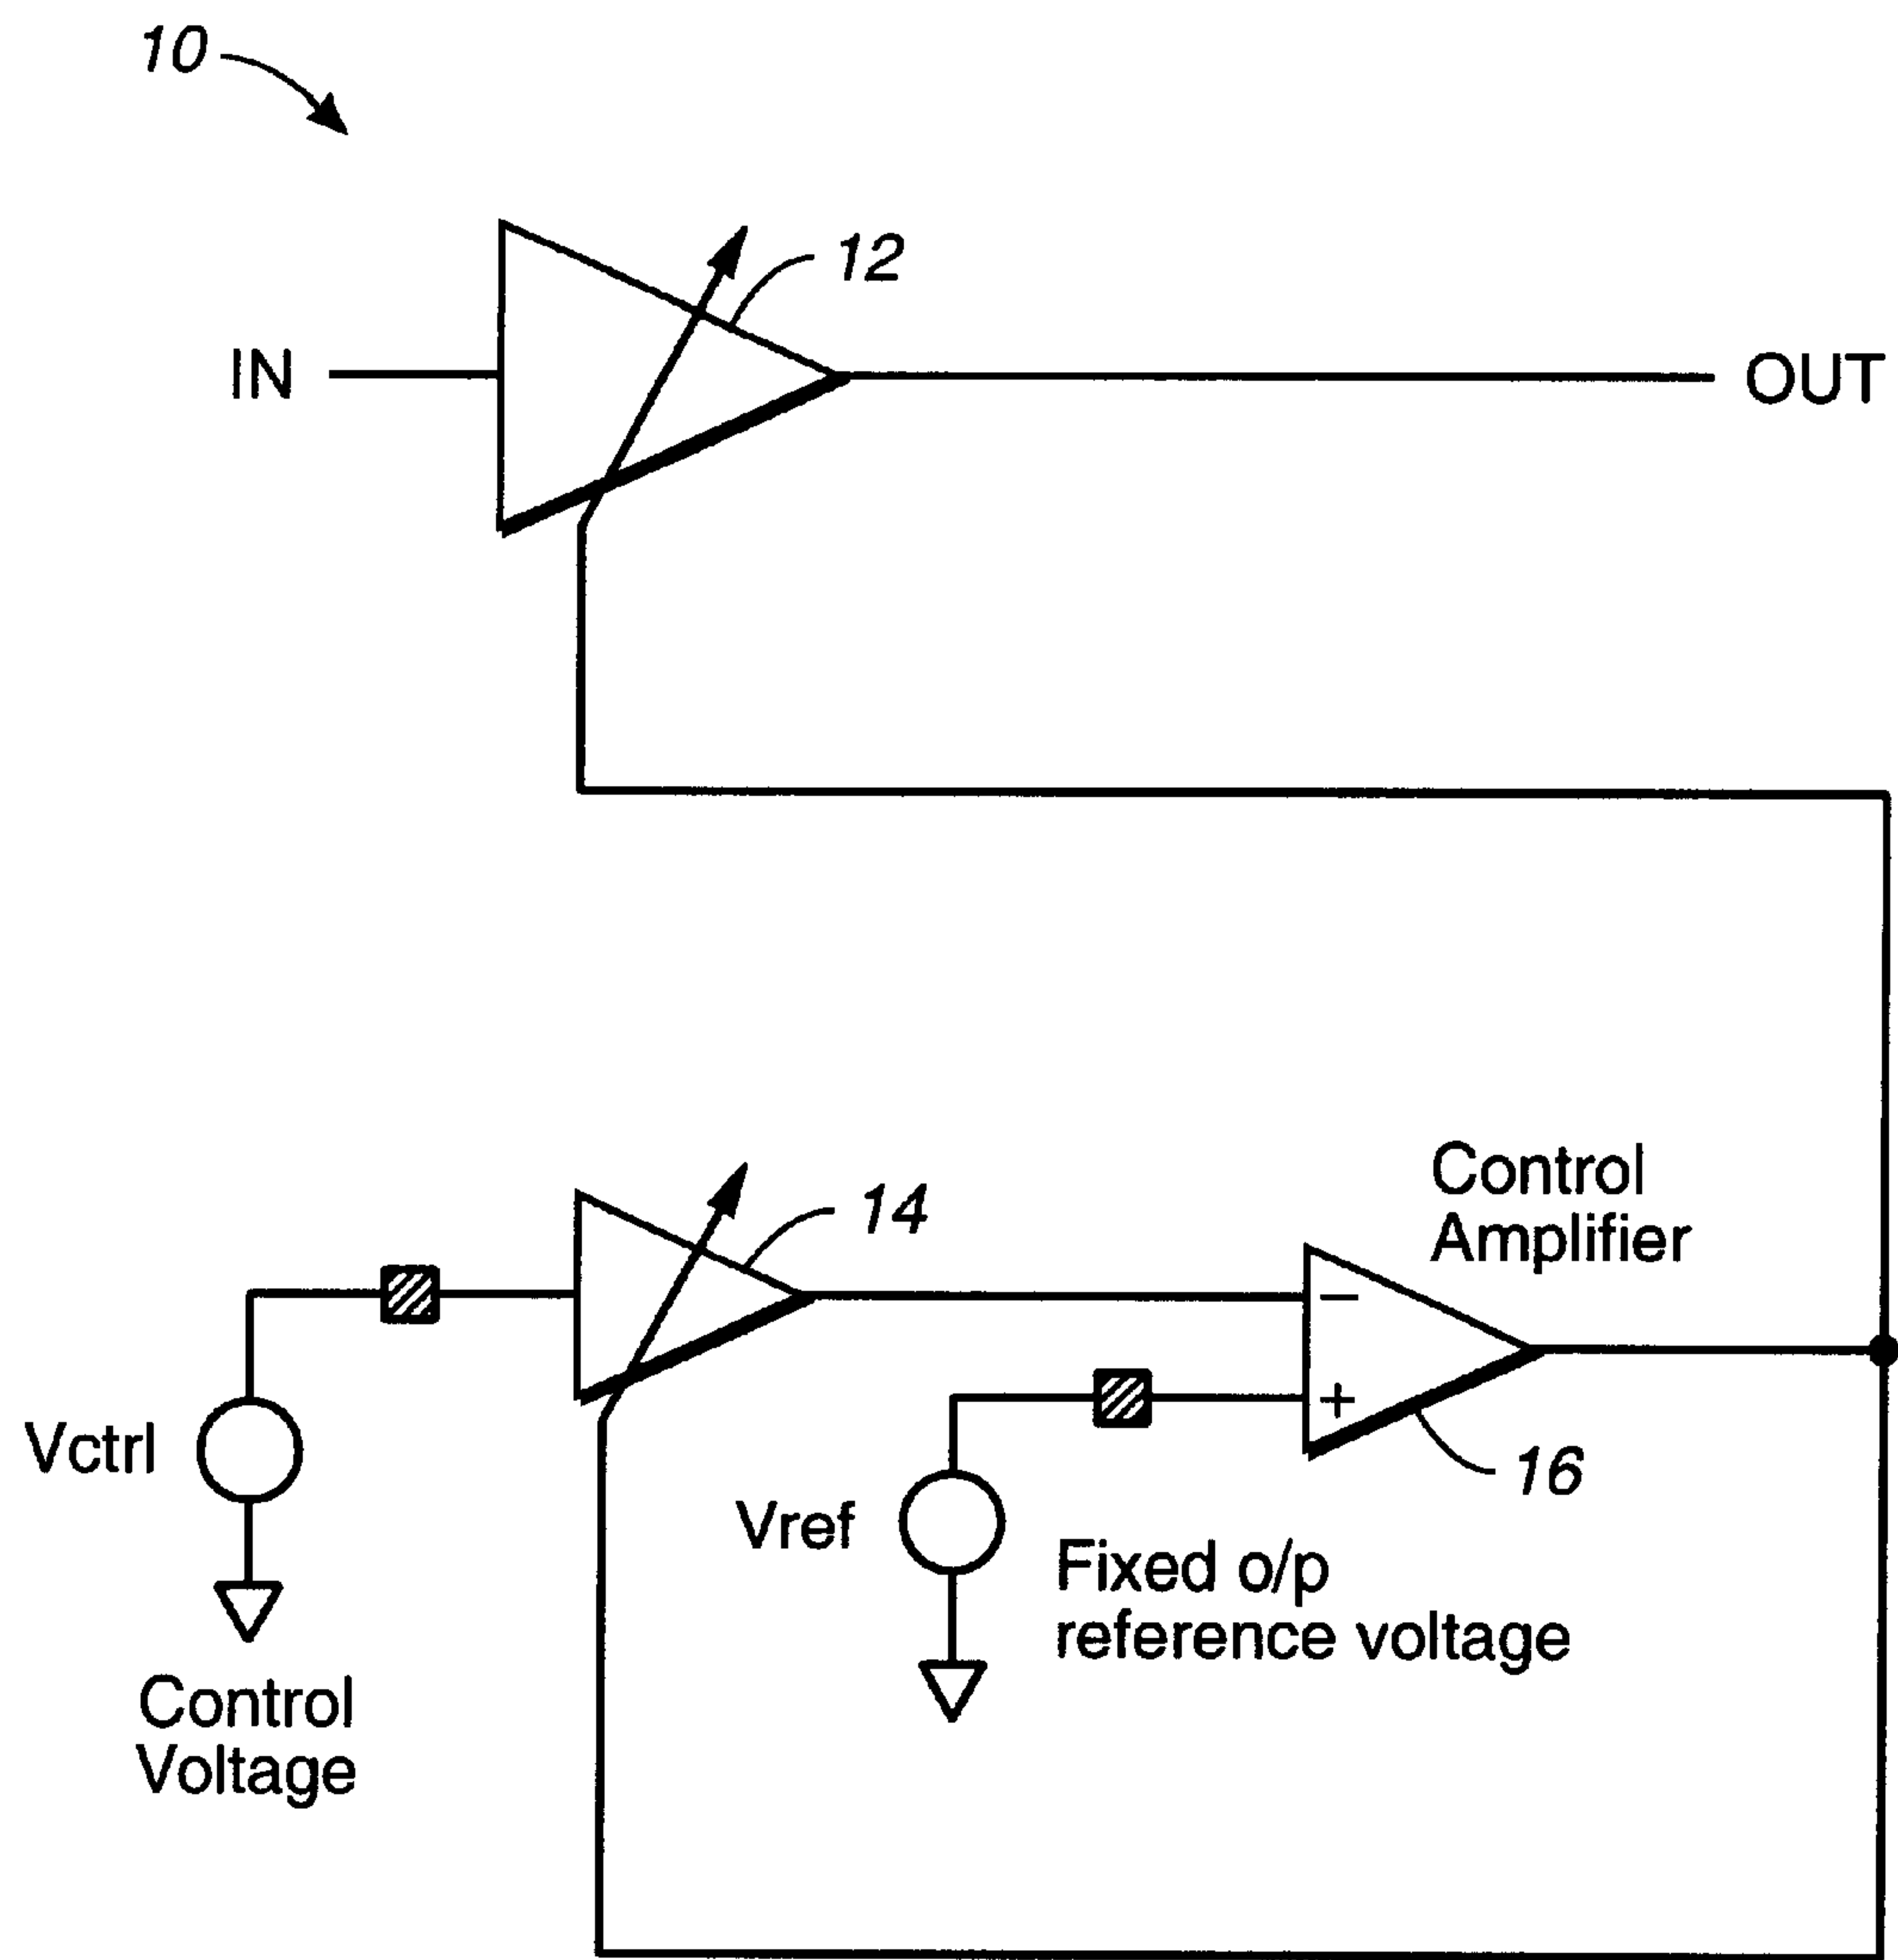 10
12
IN
OUT
Control
Amplifier
14
−
+
16
Vctrl
Vref
Fixed o/p
reference voltage
Control
Voltage